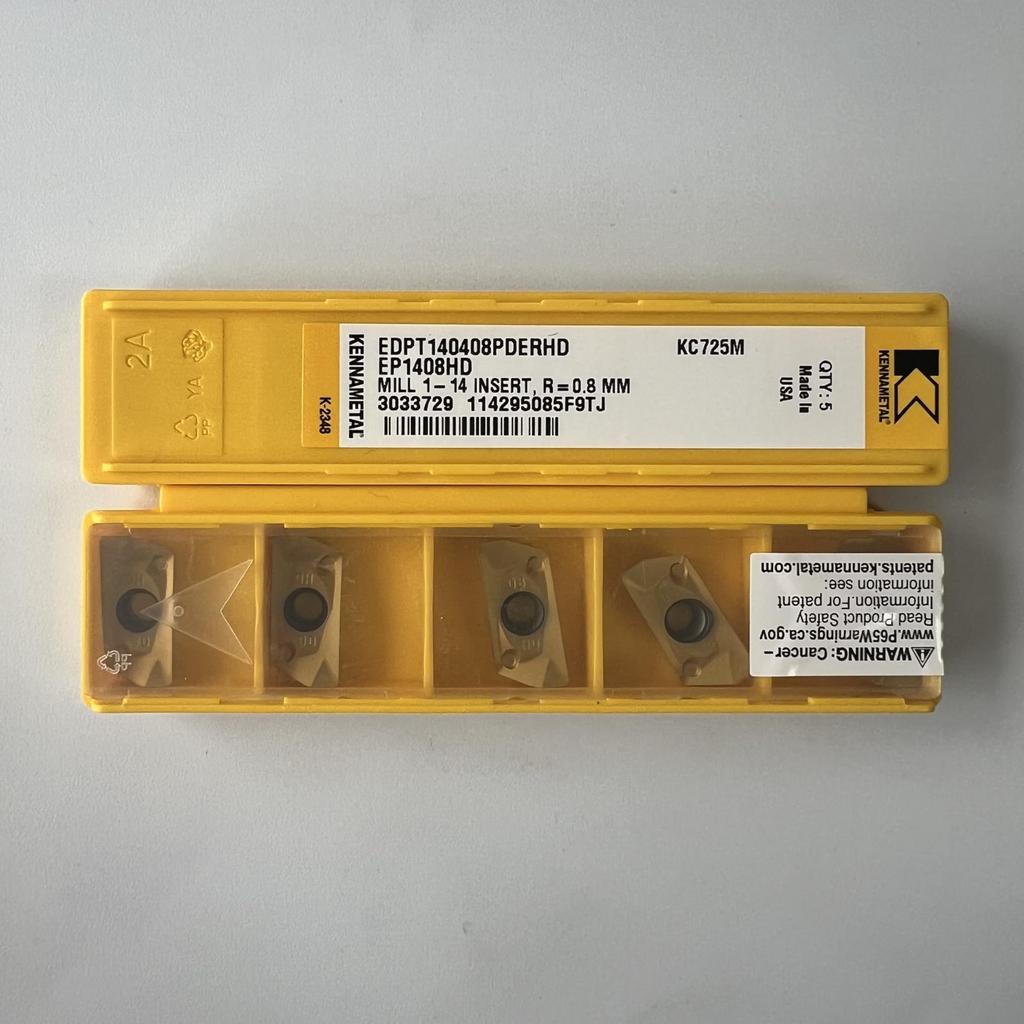 2A
YA
PP
K-2348
KENNAMETAL®
EDPT140408PDERHD
KC725M
EP1408HD
MILL 1-14 INSERT, R=0.8 MM
3033729 114295085F9TJ
QTY: 5
Made In
USA
KENNAMETAL®
⚠WARNING: Cancer –
www.P65Warnings.ca.gov
Read Product Safety
Information.For patent
information see:
patents.kennametal.com
PP